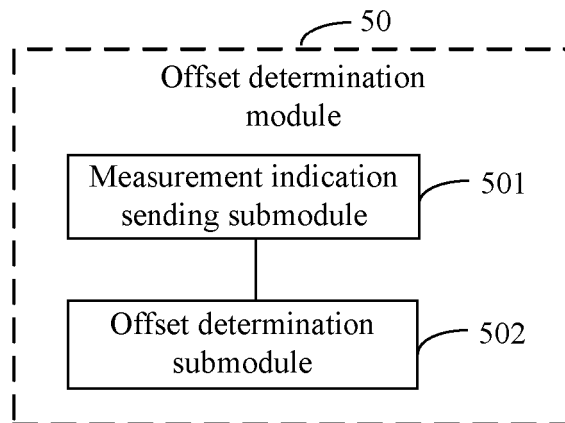 50
Offset determination
module
Measurement indication
sending submodule
501
Offset determination
submodule
502